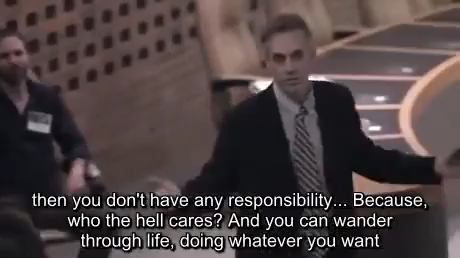 then you don't have any responsibility... Because,
who the hell cares? And you can wander
through life, doing whatever you want